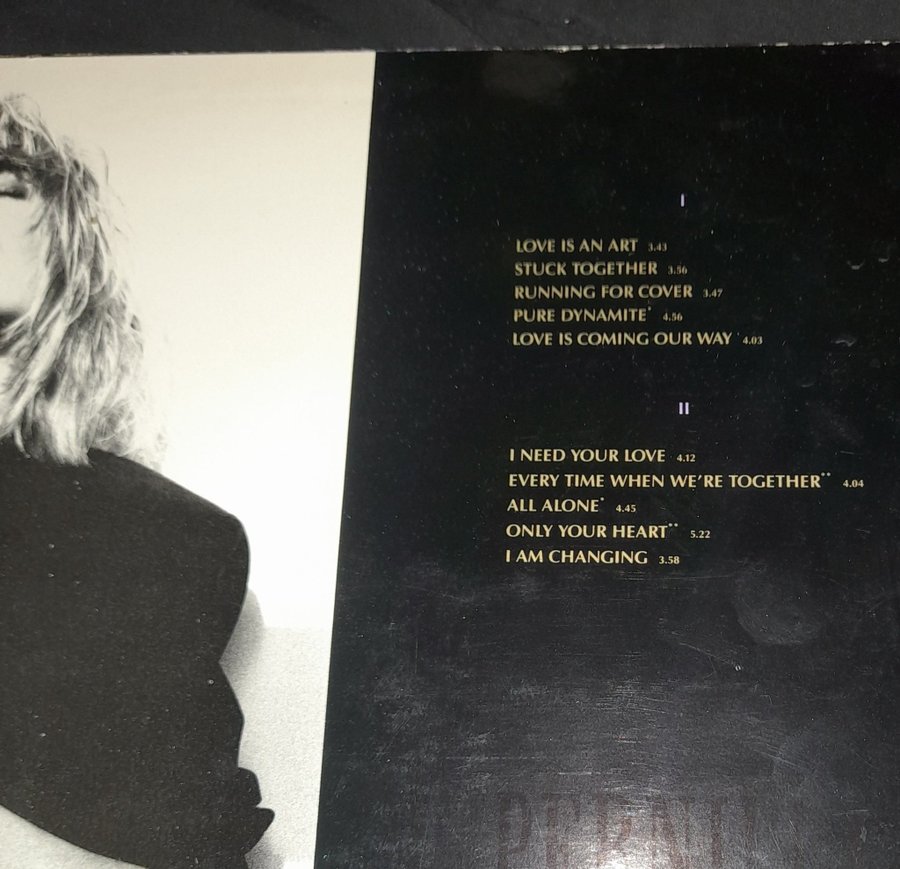 I
LOVE IS AN ART 3.43
STUCK TOGETHER 3.56
RUNNING FOR COVER 3.47
PURE DYNAMITE* 4.56
LOVE IS COMING OUR WAY 4.03
II
I NEED YOUR LOVE 4.12
EVERY TIME WHEN WE'RE TOGETHER** 4.04
ALL ALONE* 4.45
ONLY YOUR HEART** 5.22
I AM CHANGING 3.58